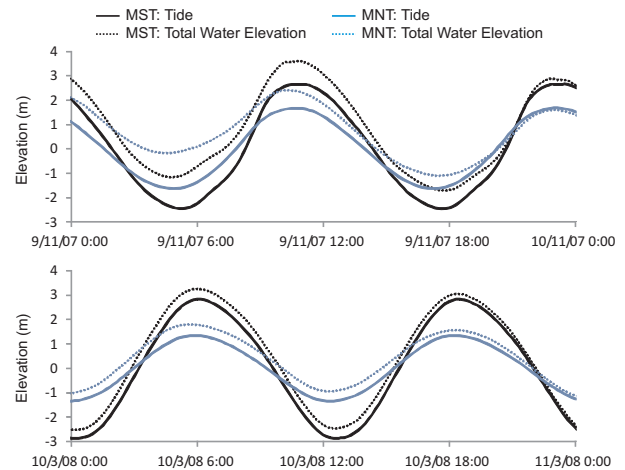 MST: Tide MNT: Tide
MST: Total Water Elevation MNT: Total Water Elevation
4
3
2
1
0
-1
-2
-3
Elevation (m)
9/11/07 0:00 9/11/07 6:00 9/11/07 12:00 9/11/07 18:00 10/11/07 0:00
4
3
2
1
0
-1
-2
-3
Elevation (m)
10/3/08 0:00 10/3/08 6:00 10/3/08 12:00 10/3/08 18:00 11/3/08 0:00